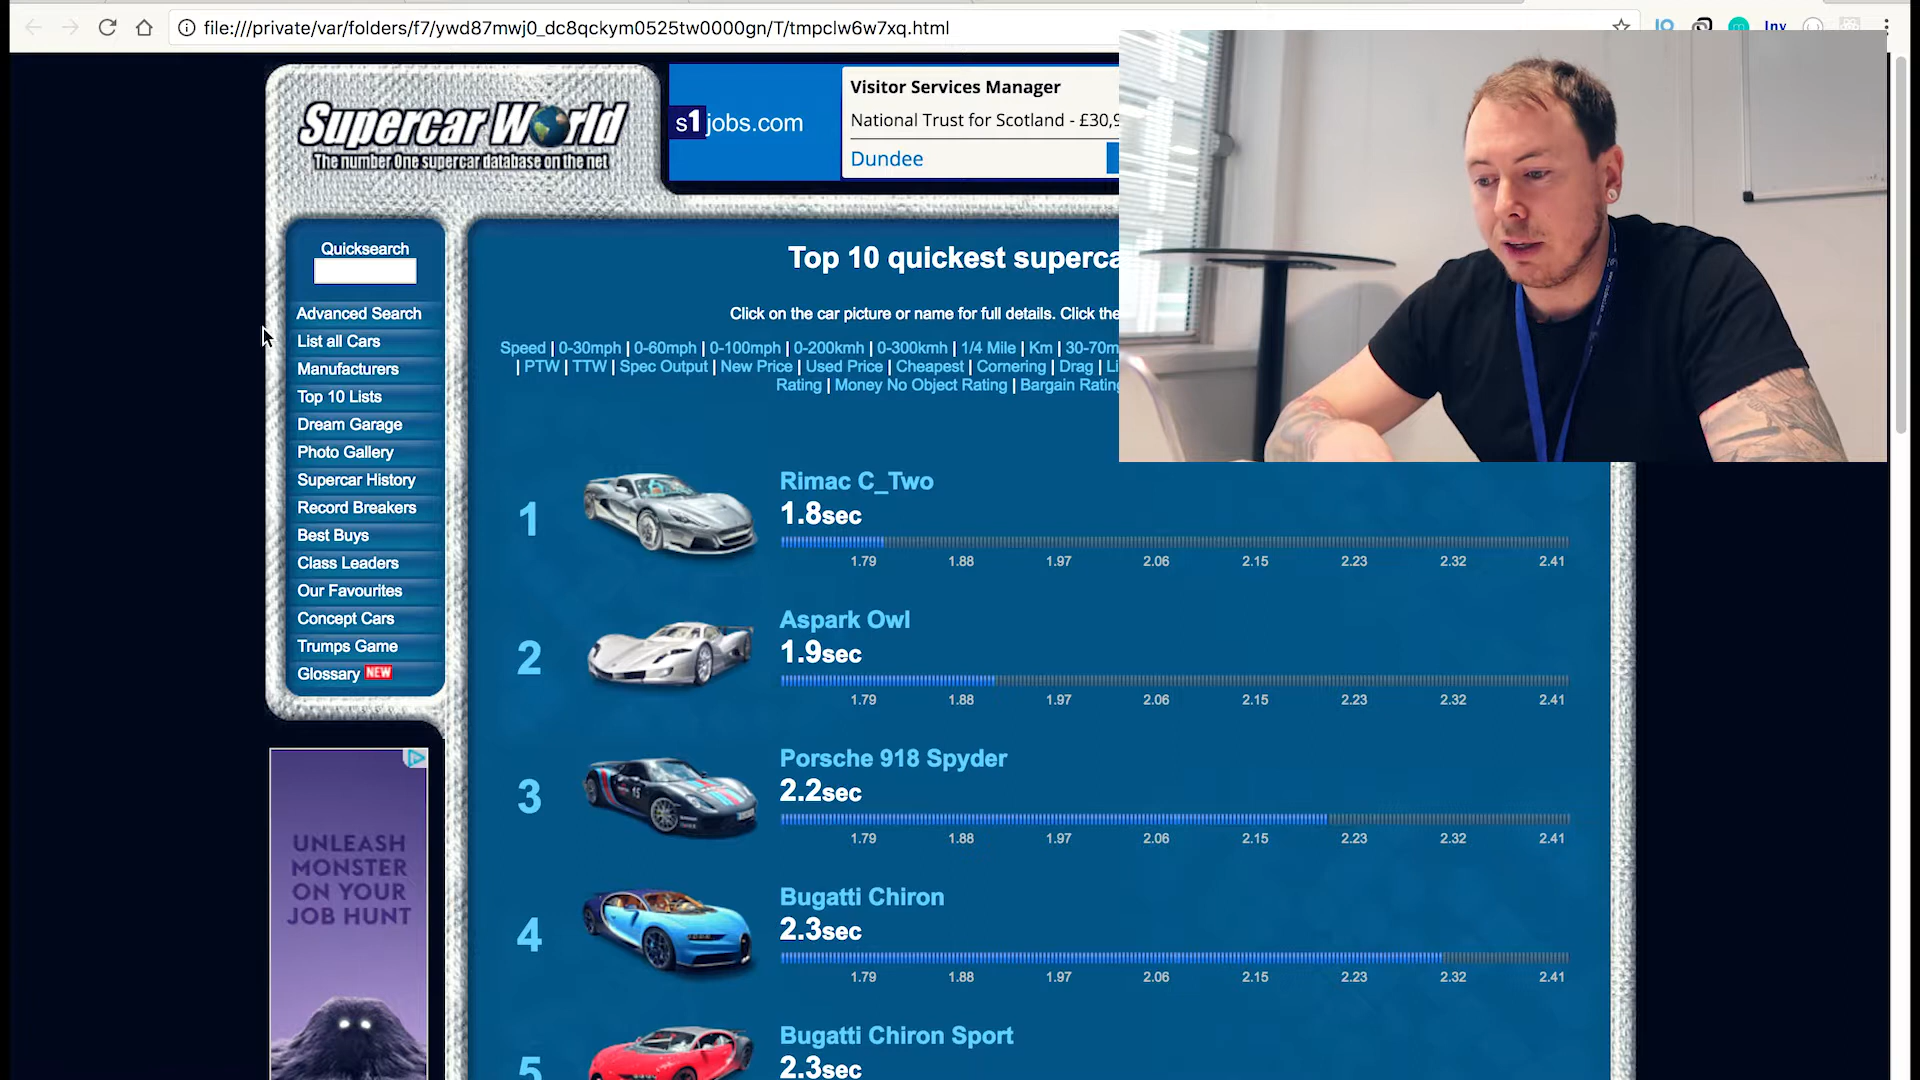 file:///private/var/folders/f7/ywd87mwj0_dc8qckym0525tw0000gn/T/tmpclw6w7xq.html
Inv
Supercar World
The number One supercar database on the net
s1jobs.com
Visitor Services Manager
National Trust for Scotland - £30,9
Dundee
Quicksearch
Advanced Search
List all Cars
Manufacturers
Top 10 Lists
Dream Garage
Photo Gallery
Supercar History
Record Breakers
Best Buys
Class Leaders
Our Favourites
Concept Cars
Trumps Game
Glossary NEW
UNLEASH
MONSTER
ON YOUR
JOB HUNT
Top 10 quickest superca
Click on the car picture or name for full details. Click the
Speed | 0-30mph | 0-60mph | 0-100mph | 0-200kmh | 0-300kmh | 1/4 Mile | Km | 30-70m
| PTW | TTW | Spec Output | New Price | Used Price | Cheapest | Cornering | Drag | Li
Rating | Money No Object Rating | Bargain Rating
1
Rimac C_Two
1.8sec
1.79 1.88 1.97 2.06 2.15 2.23 2.32 2.41
2
Aspark Owl
1.9sec
1.79 1.88 1.97 2.06 2.15 2.23 2.32 2.41
3
Porsche 918 Spyder
2.2sec
1.79 1.88 1.97 2.06 2.15 2.23 2.32 2.41
4
Bugatti Chiron
2.3sec
1.79 1.88 1.97 2.06 2.15 2.23 2.32 2.41
5
Bugatti Chiron Sport
2.3sec